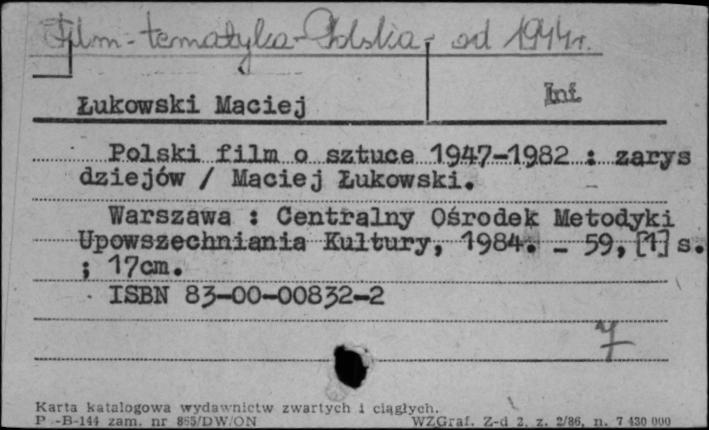 Film - tematyka - Polska - od 1944 r.
Łukowski Maciej
Inf.
Polski film o sztuce 1947-1982 : zarys
dziejów / Maciej Łukowski.
Warszawa : Centralny Ośrodek Metodyki
Upowszechniania Kultury, 1984. _ 59, [1] s.
; 17cm.
ISBN 83-00-00832-2
7
Karta katalogowa wydawnictw zwartych i ciągłych.
P -B-144 zam. nr 855/DW/ON WZGraf. Z-d 2. z. 2/86, n. 7 430 000